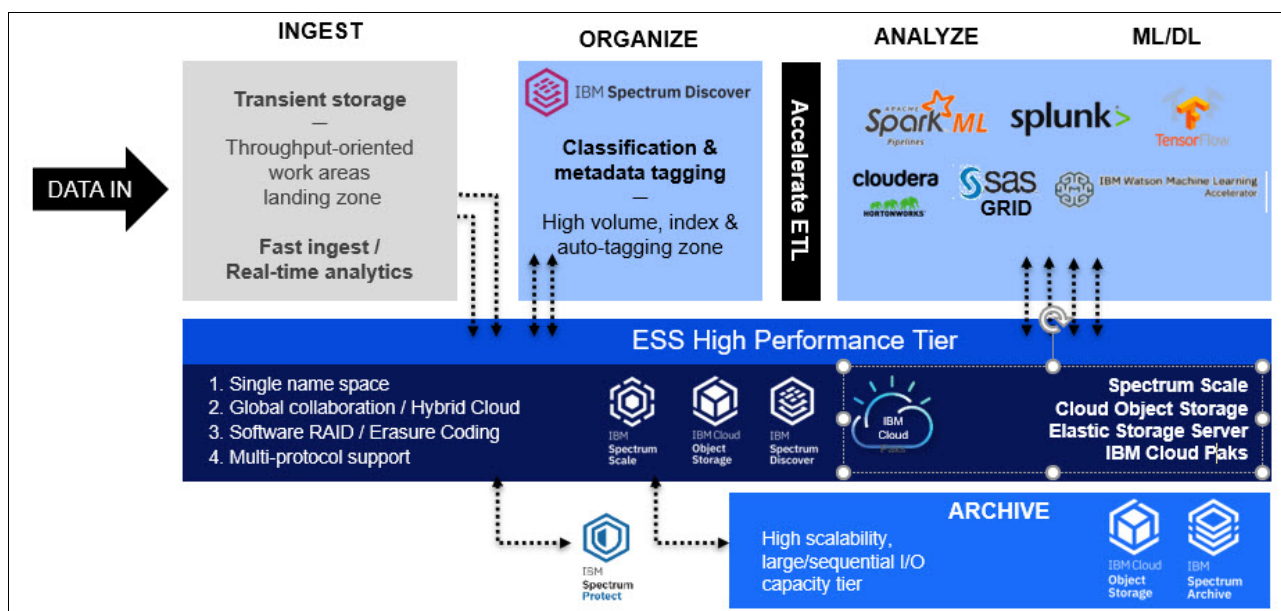 INGEST
ORGANIZE
ANALYZE
ML/DL
DATA IN
Transient storage
—
Throughput-oriented
work areas
landing zone
Fast ingest /
Real-time analytics
IBM Spectrum Discover
Classification &
metadata tagging
—
High volume, index &
auto-tagging zone
Accelerate ETL
APACHE
Spark ML
Pipelines
splunk>
TensorFlow
cloudera
HORTONWORKS
sas
GRID
IBM Watson Machine Learning
Accelerator
ESS High Performance Tier
1. Single name space
2. Global collaboration / Hybrid Cloud
3. Software RAID / Erasure Coding
4. Multi-protocol support
IBM
Spectrum
Scale
IBM Cloud
Object
Storage
IBM
Spectrum
Discover
IBM
Cloud
Paks
Spectrum Scale
Cloud Object Storage
Elastic Storage Server
IBM Cloud Paks
IBM
Spectrum
Protect
ARCHIVE
High scalability,
large/sequential I/O
capacity tier
IBM Cloud
Object
Storage
IBM
Spectrum
Archive